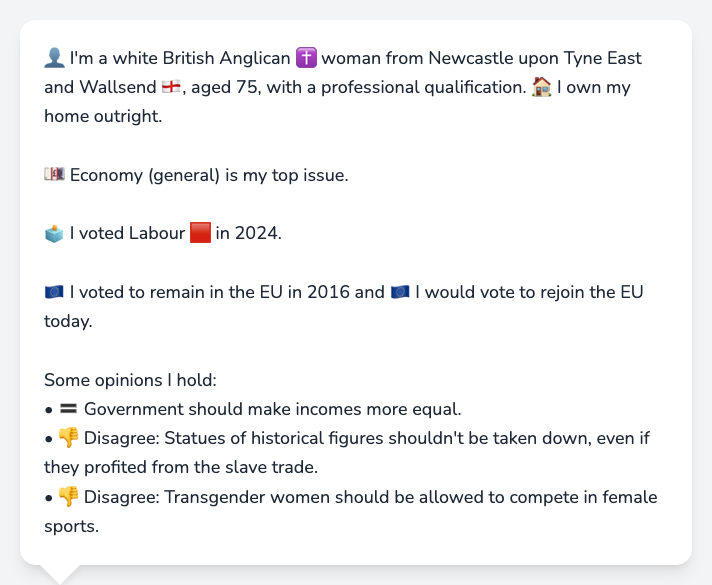 👤 I'm a white British Anglican ✝️ woman from Newcastle upon Tyne East
and Wallsend 🏴󠁧󠁢󠁥󠁮󠁧󠁿, aged 75, with a professional qualification. 🏠 I own my
home outright.
💷 Economy (general) is my top issue.
🗳️ I voted Labour 🟥 in 2024.
🇪🇺 I voted to remain in the EU in 2016 and 🇪🇺 I would vote to rejoin the EU
today.
Some opinions I hold:
• 🟰 Government should make incomes more equal.
• 👎 Disagree: Statues of historical figures shouldn't be taken down, even if
they profited from the slave trade.
• 👎 Disagree: Transgender women should be allowed to compete in female
sports.